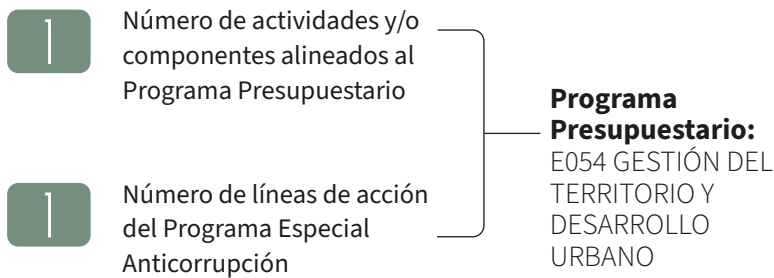 1
Número de actividades y/o
componentes alineados al
Programa Presupuestario
1
Número de líneas de acción
del Programa Especial
Anticorrupción
Programa
Presupuestario:
E054 GESTIÓN DEL
TERRITORIO Y
DESARROLLO
URBANO